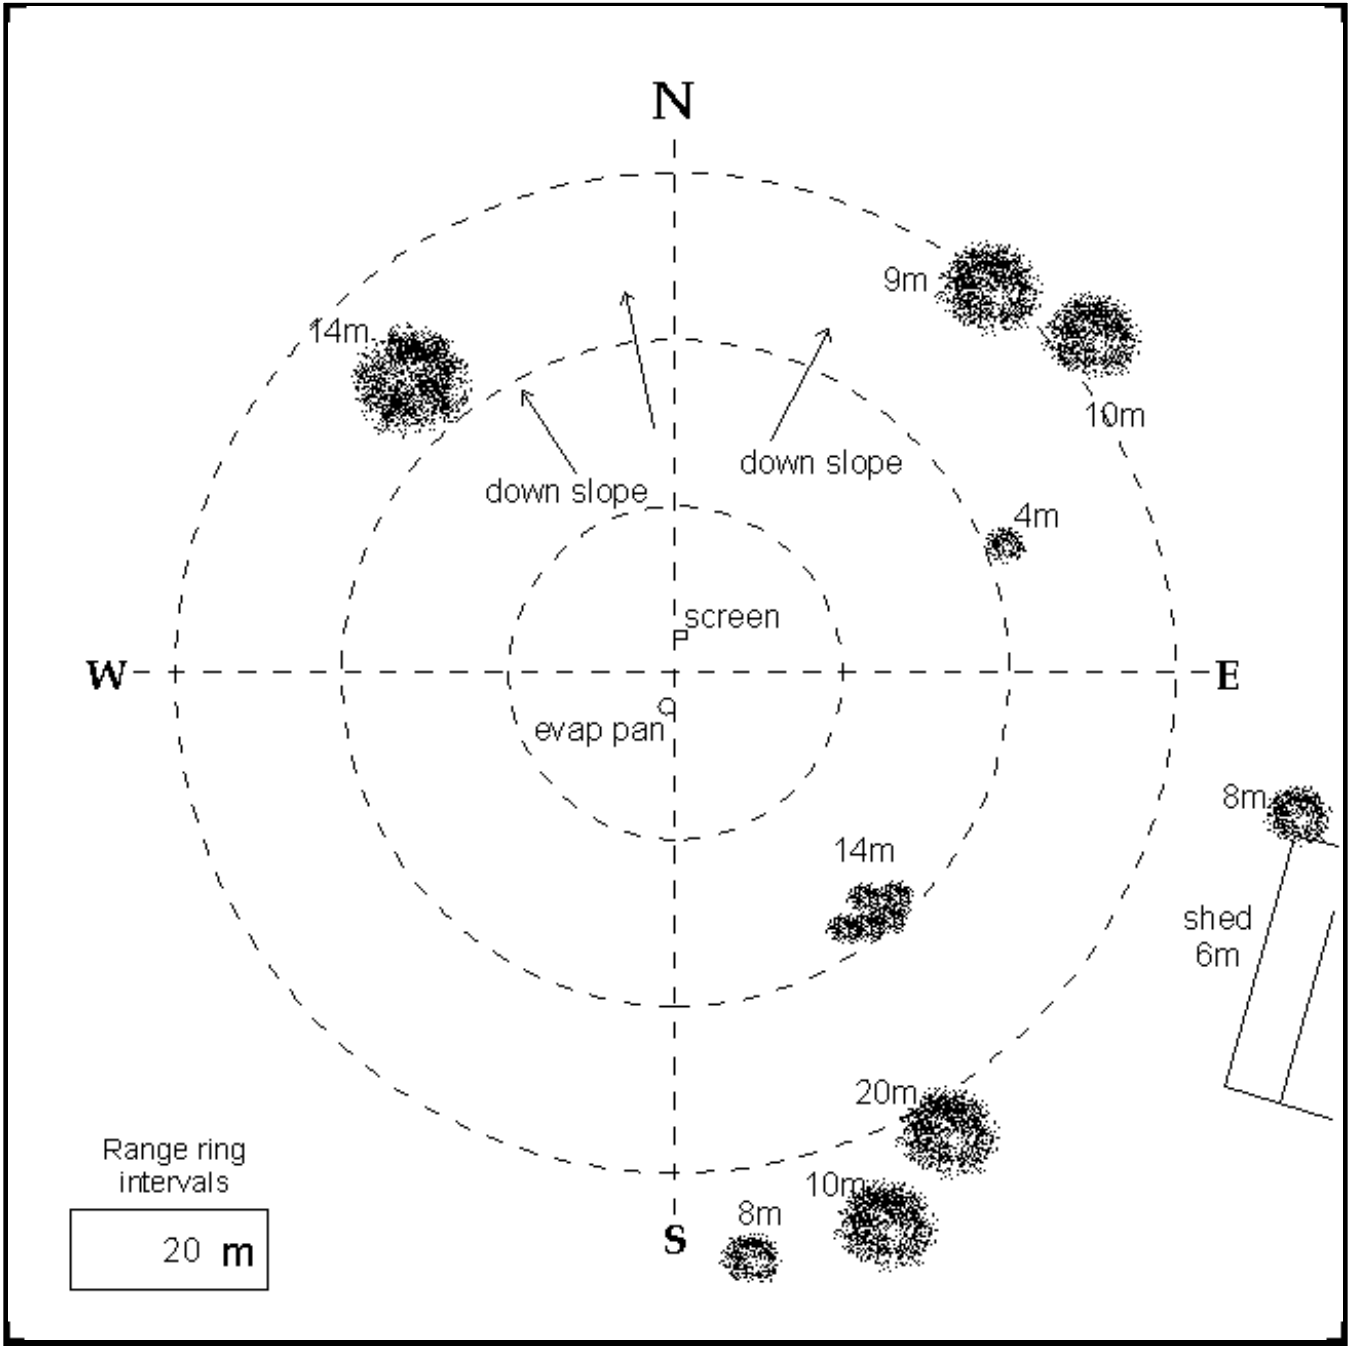 N
9m
14m
10m
down slope
down slope
4m
screen
W
E
evap pan
8m
14m
shed
6m
20m
Range ring
intervals
10m
8m
S
20 m